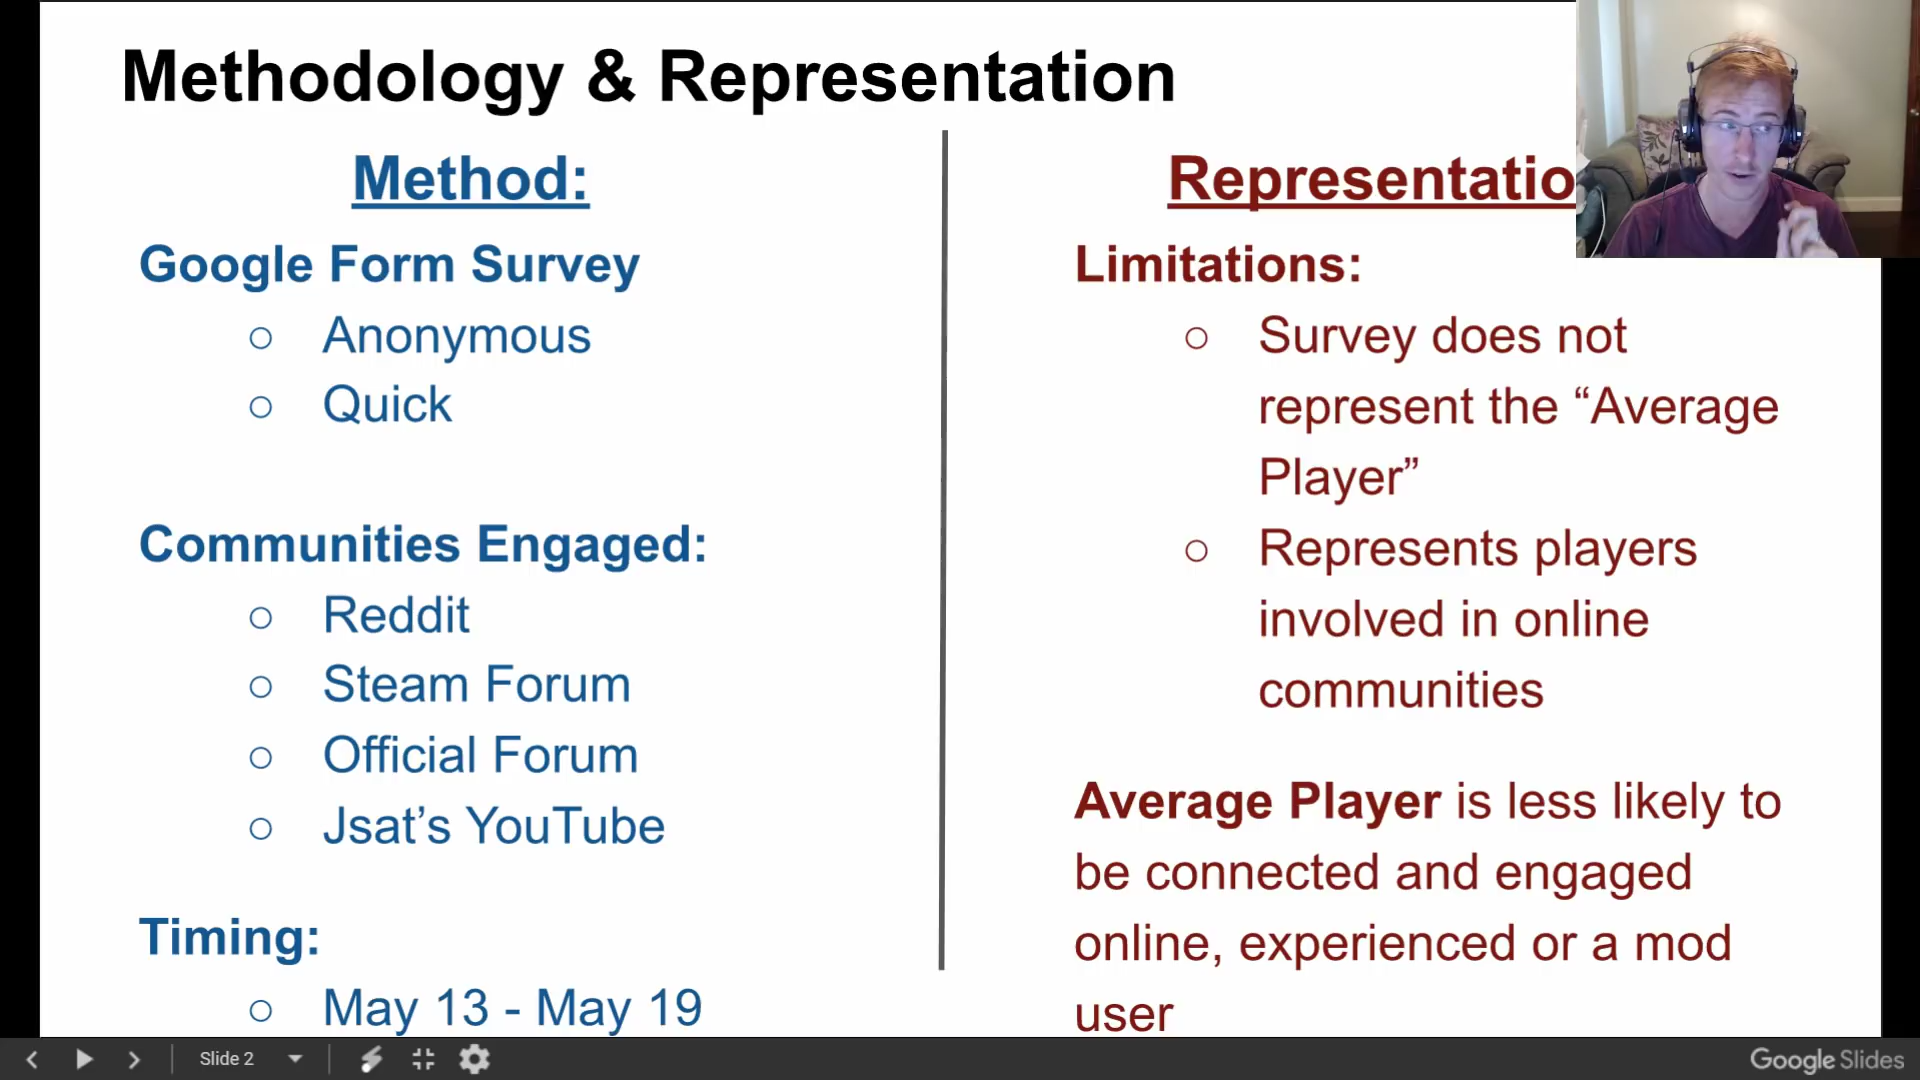 Methodology & Representation
Method:
Google Form Survey
○ Anonymous
○ Quick
Communities Engaged:
○ Reddit
○ Steam Forum
○ Official Forum
○ Jsat’s YouTube
Timing:
○ May 13 - May 19
Representatio
Limitations:
○ Survey does not
represent the “Average
Player”
○ Represents players
involved in online
communities
Average Player is less likely to
be connected and engaged
online, experienced or a mod
user
Slide 2
Google Slides